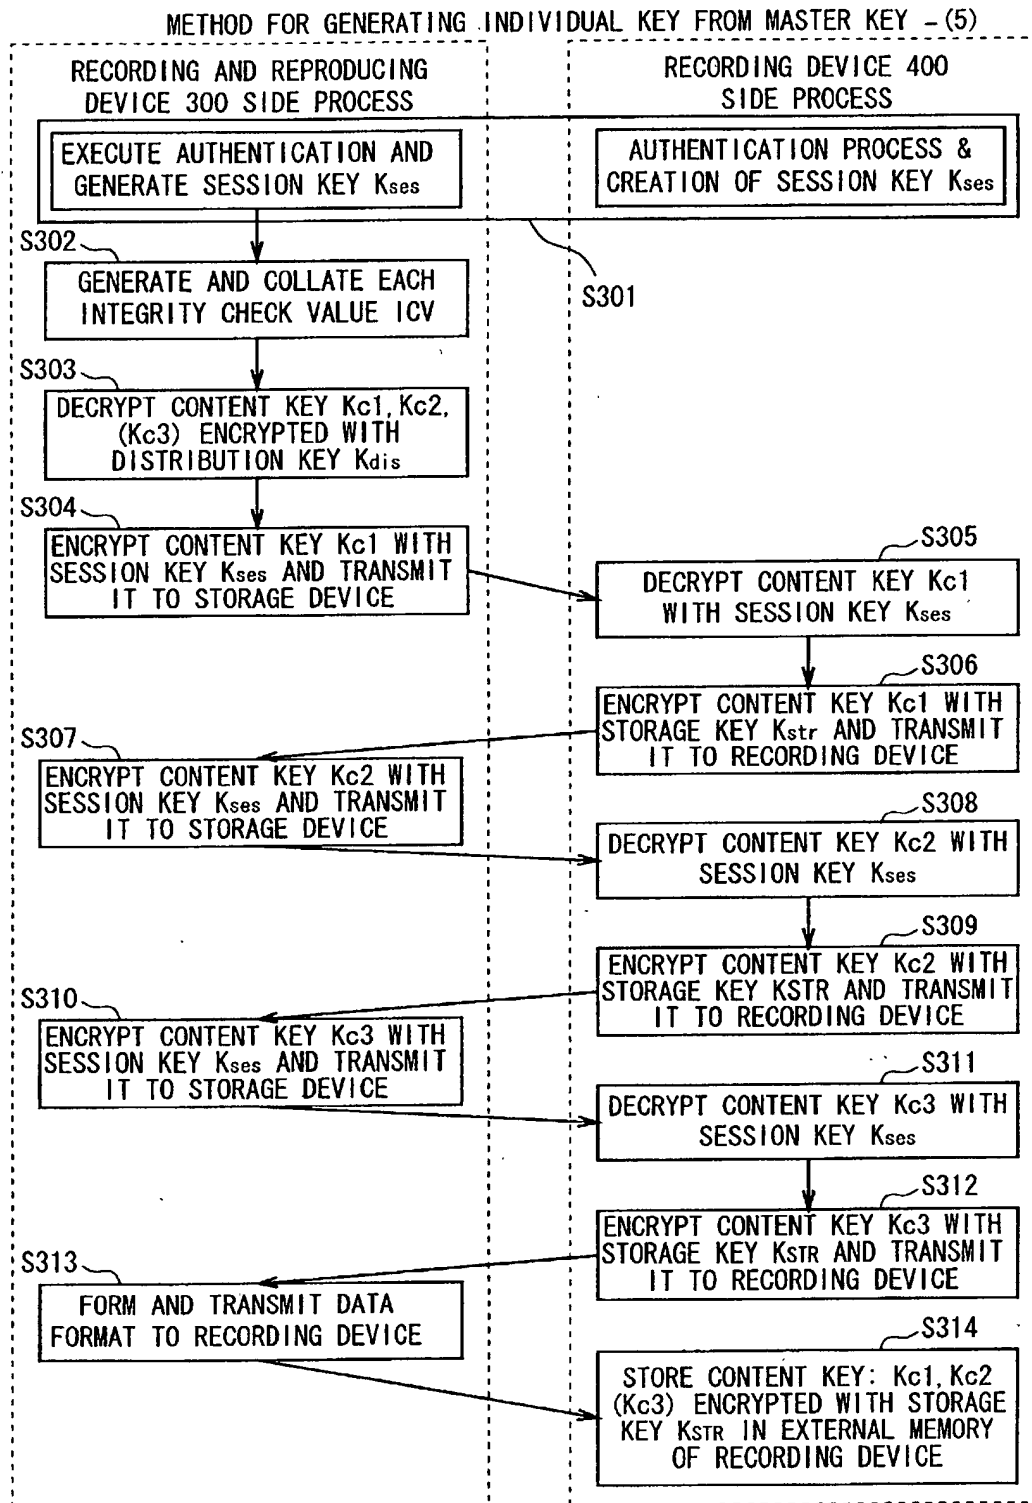 METHOD FOR GENERATING INDIVIDUAL KEY FROM MASTER KEY - (5)
RECORDING AND REPRODUCING
DEVICE 300 SIDE PROCESS
RECORDING DEVICE 400
SIDE PROCESS
EXECUTE AUTHENTICATION AND
GENERATE SESSION KEY Kses
AUTHENTICATION PROCESS &
CREATION OF SESSION KEY Kses
S301
S302
GENERATE AND COLLATE EACH
INTEGRITY CHECK VALUE ICV
S303
DECRYPT CONTENT KEY Kc1, Kc2,
(Kc3) ENCRYPTED WITH
DISTRIBUTION KEY Kdis
S304
ENCRYPT CONTENT KEY Kc1 WITH
SESSION KEY Kses AND TRANSMIT
IT TO STORAGE DEVICE
S305
DECRYPT CONTENT KEY Kc1
WITH SESSION KEY Kses
S306
ENCRYPT CONTENT KEY Kc1 WITH
STORAGE KEY Kstr AND TRANSMIT
IT TO RECORDING DEVICE
S307
ENCRYPT CONTENT KEY Kc2 WITH
SESSION KEY Kses AND TRANSMIT
IT TO STORAGE DEVICE
S308
DECRYPT CONTENT KEY Kc2 WITH
SESSION KEY Kses
S309
ENCRYPT CONTENT KEY Kc2 WITH
STORAGE KEY KSTR AND TRANSMIT
IT TO RECORDING DEVICE
S310
ENCRYPT CONTENT KEY Kc3 WITH
SESSION KEY Kses AND TRANSMIT
IT TO STORAGE DEVICE
S311
DECRYPT CONTENT KEY Kc3 WITH
SESSION KEY Kses
S312
ENCRYPT CONTENT KEY Kc3 WITH
STORAGE KEY KSTR AND TRANSMIT
IT TO RECORDING DEVICE
S313
FORM AND TRANSMIT DATA
FORMAT TO RECORDING DEVICE
S314
STORE CONTENT KEY: Kc1, Kc2
(Kc3) ENCRYPTED WITH STORAGE
KEY KSTR IN EXTERNAL MEMORY
OF RECORDING DEVICE